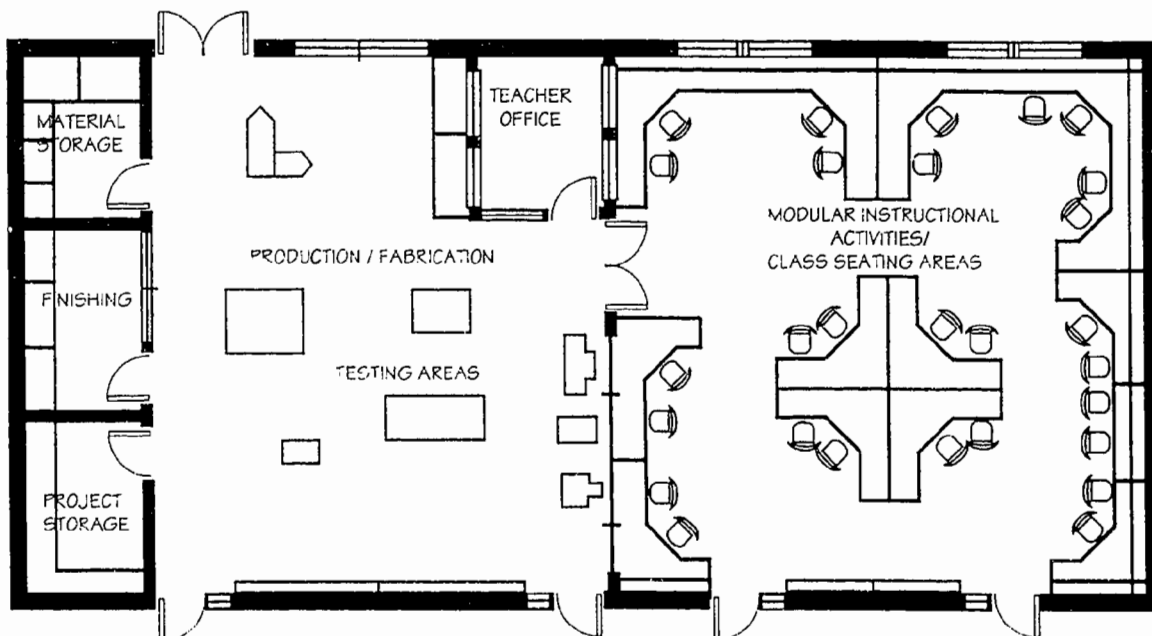 TEACHER
OFFICE
MATERIAL
STORAGE
MODULAR INSTRUCTIONAL
ACTIVITIES/
CLASS SEATING AREAS
PRODUCTION / FABRICATION
FINISHING
TESTING AREAS
PROJECT
STORAGE